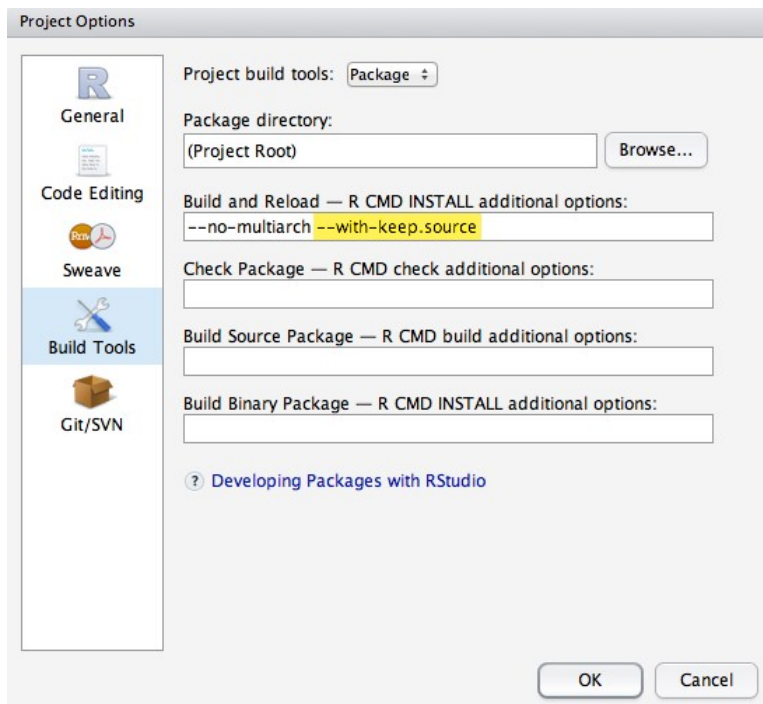 Project Options
General
Code Editing
Rnw
Sweave
Build Tools
Git/SVN
Project build tools: Package
Package directory:
(Project Root)
Browse...
Build and Reload — R CMD INSTALL additional options:
--no-multiarch --with-keep.source
Check Package — R CMD check additional options:
Build Source Package — R CMD build additional options:
Build Binary Package — R CMD INSTALL additional options:
? Developing Packages with RStudio
OK
Cancel